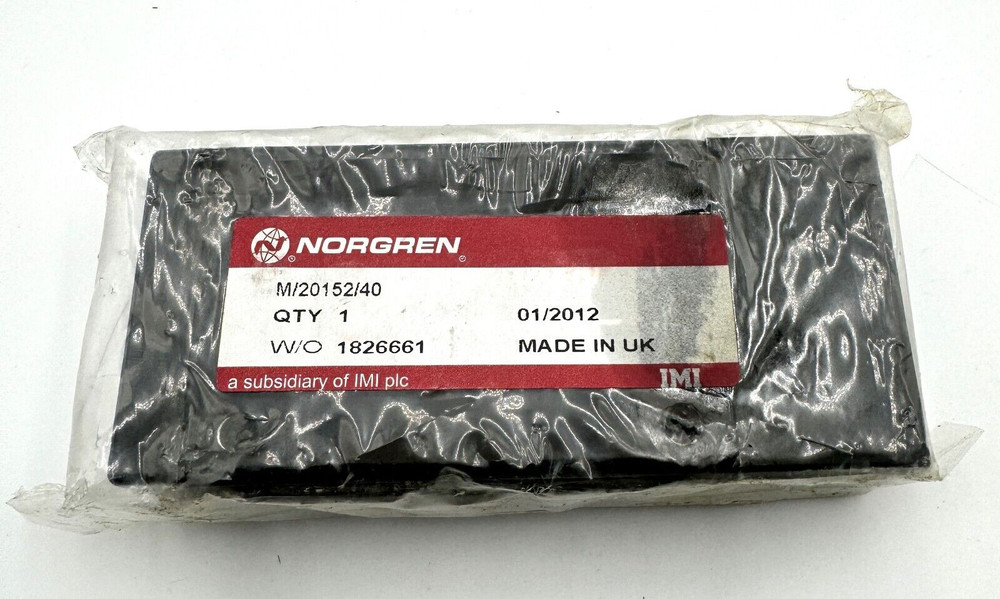 NORGREN
M/20152/40
QTY 1
01/2012
W/O 1826661
MADE IN UK
a subsidiary of IMI plc
IMI